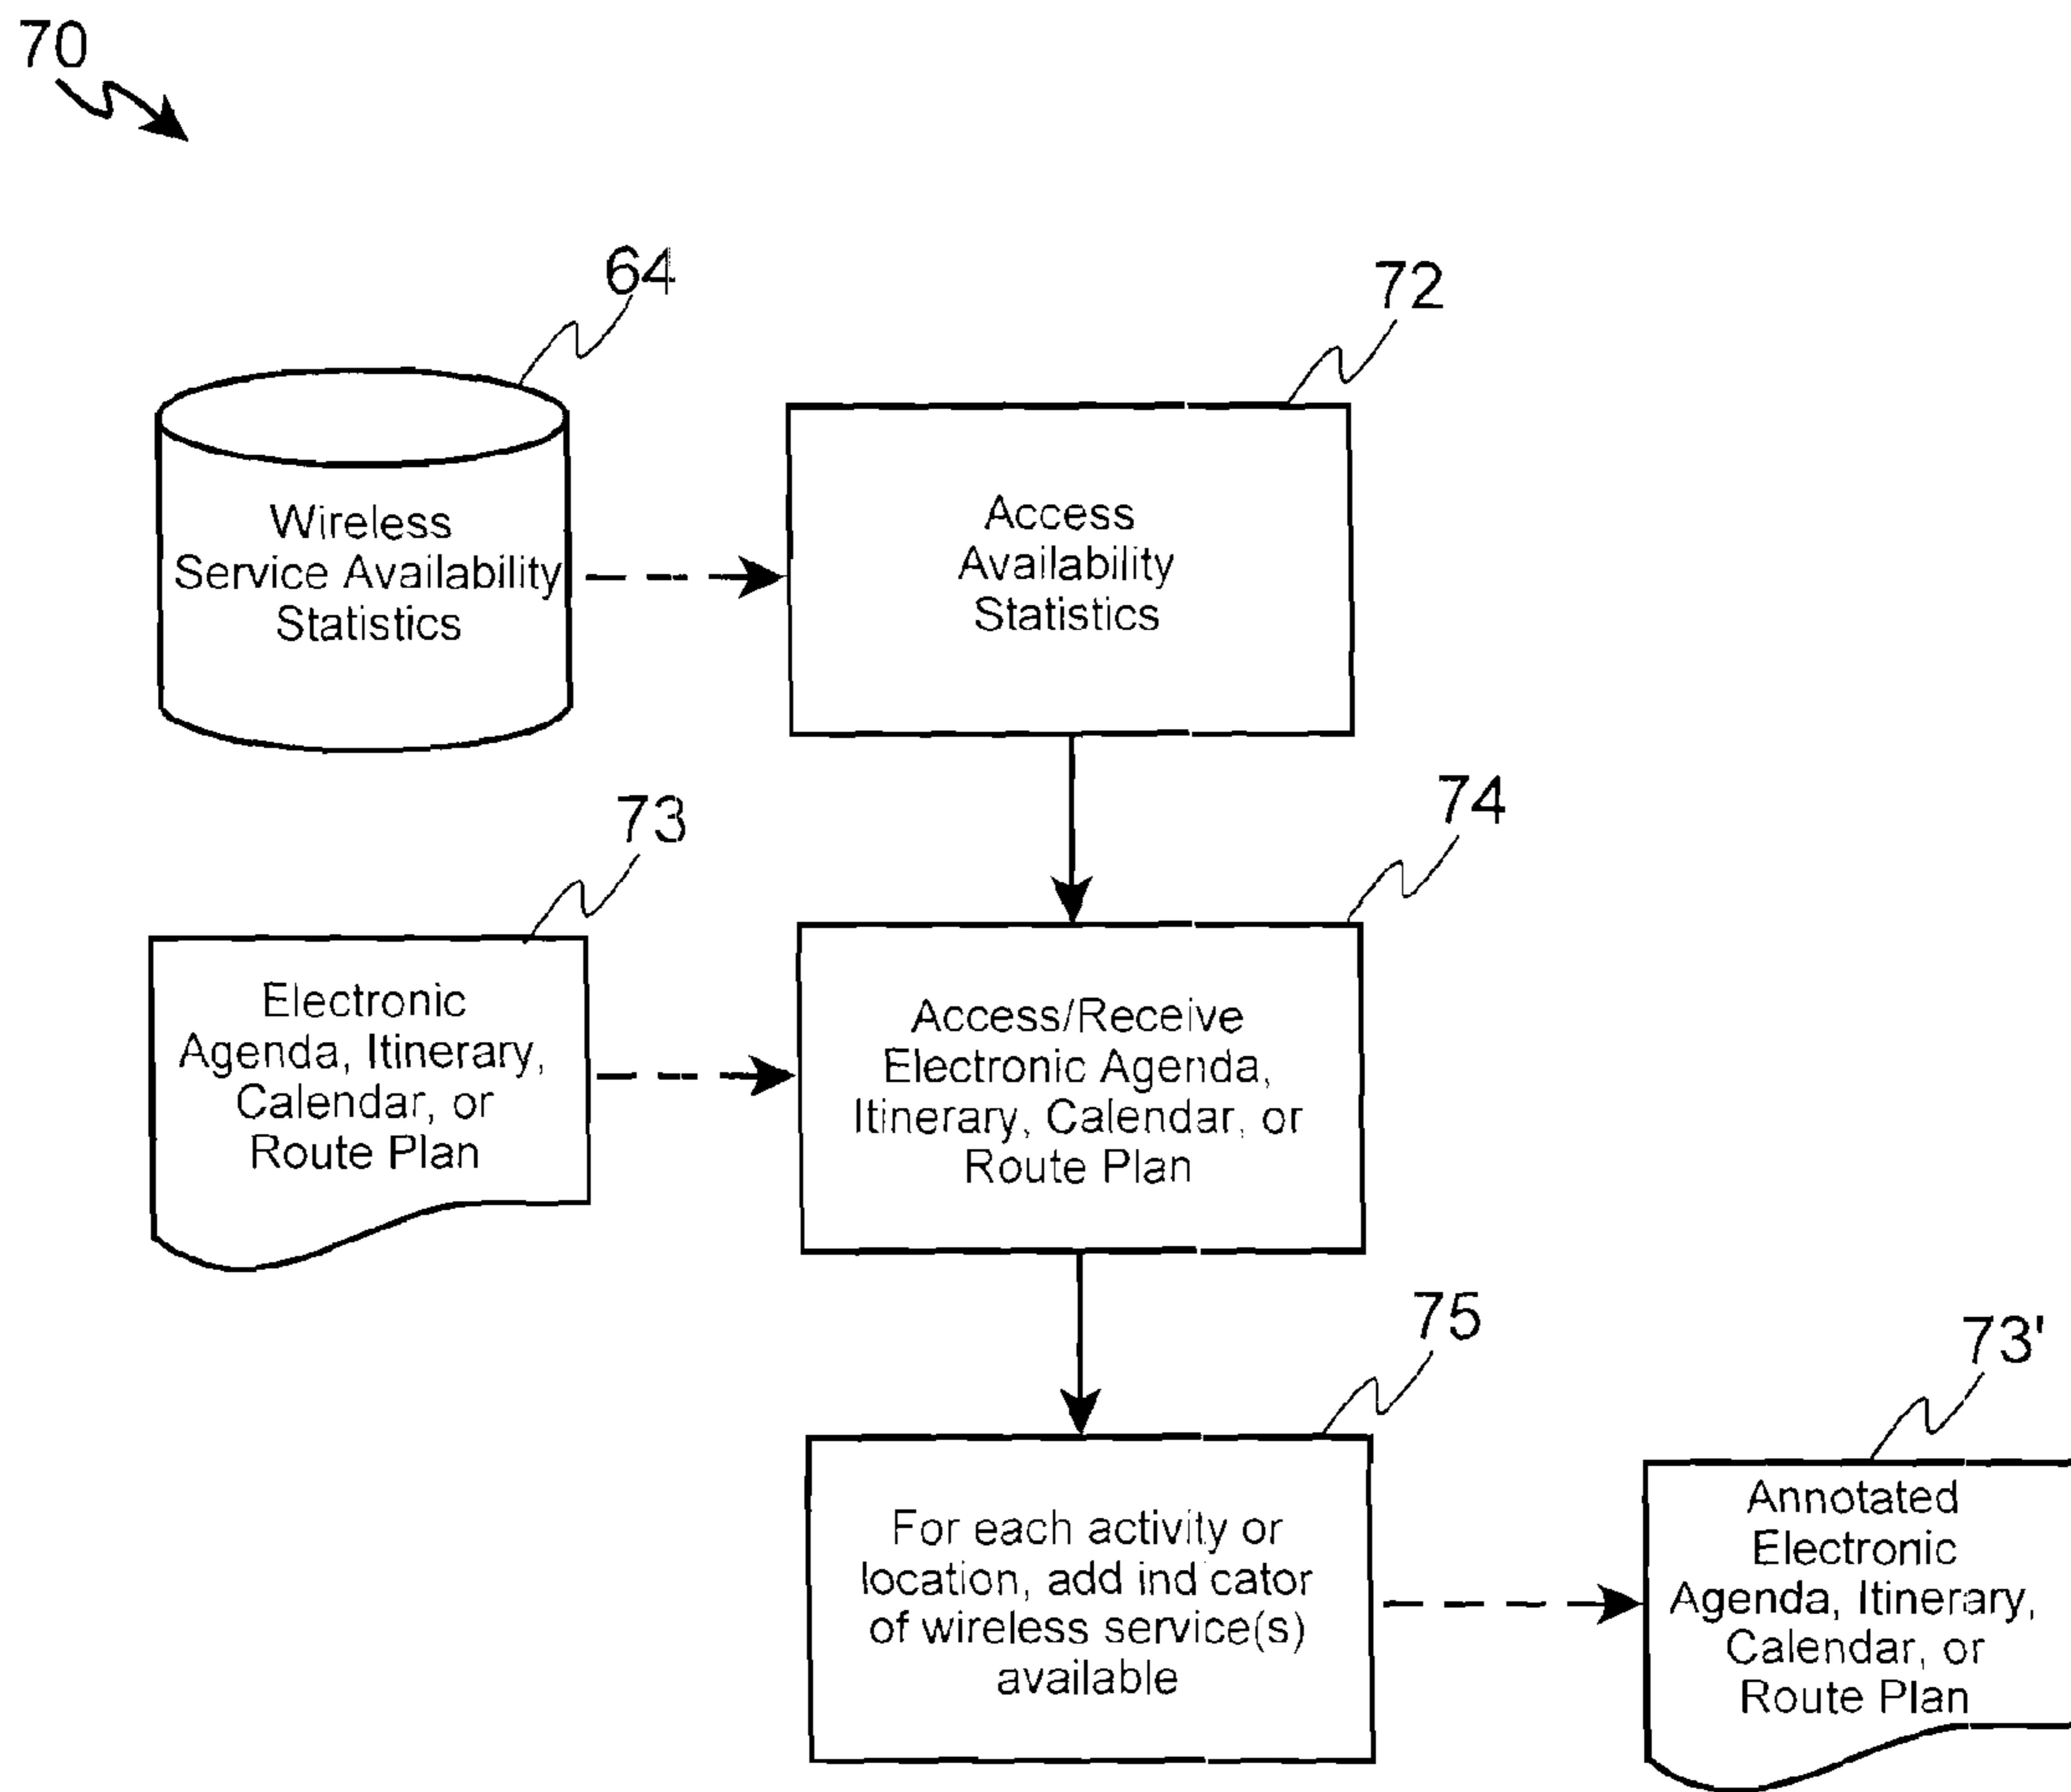 70
64
72
Wireless
Service Availability
Statistics
Access
Availability
Statistics
73
74
Electronic
Agenda, Itinerary,
Calendar, or
Route Plan
Access/Receive
Electronic Agenda,
Itinerary, Calendar, or
Route Plan
75
73'
For each activity or
location, add indicator
of wireless service(s)
available
Annotated
Electronic
Agenda, Itinerary,
Calendar, or
Route Plan